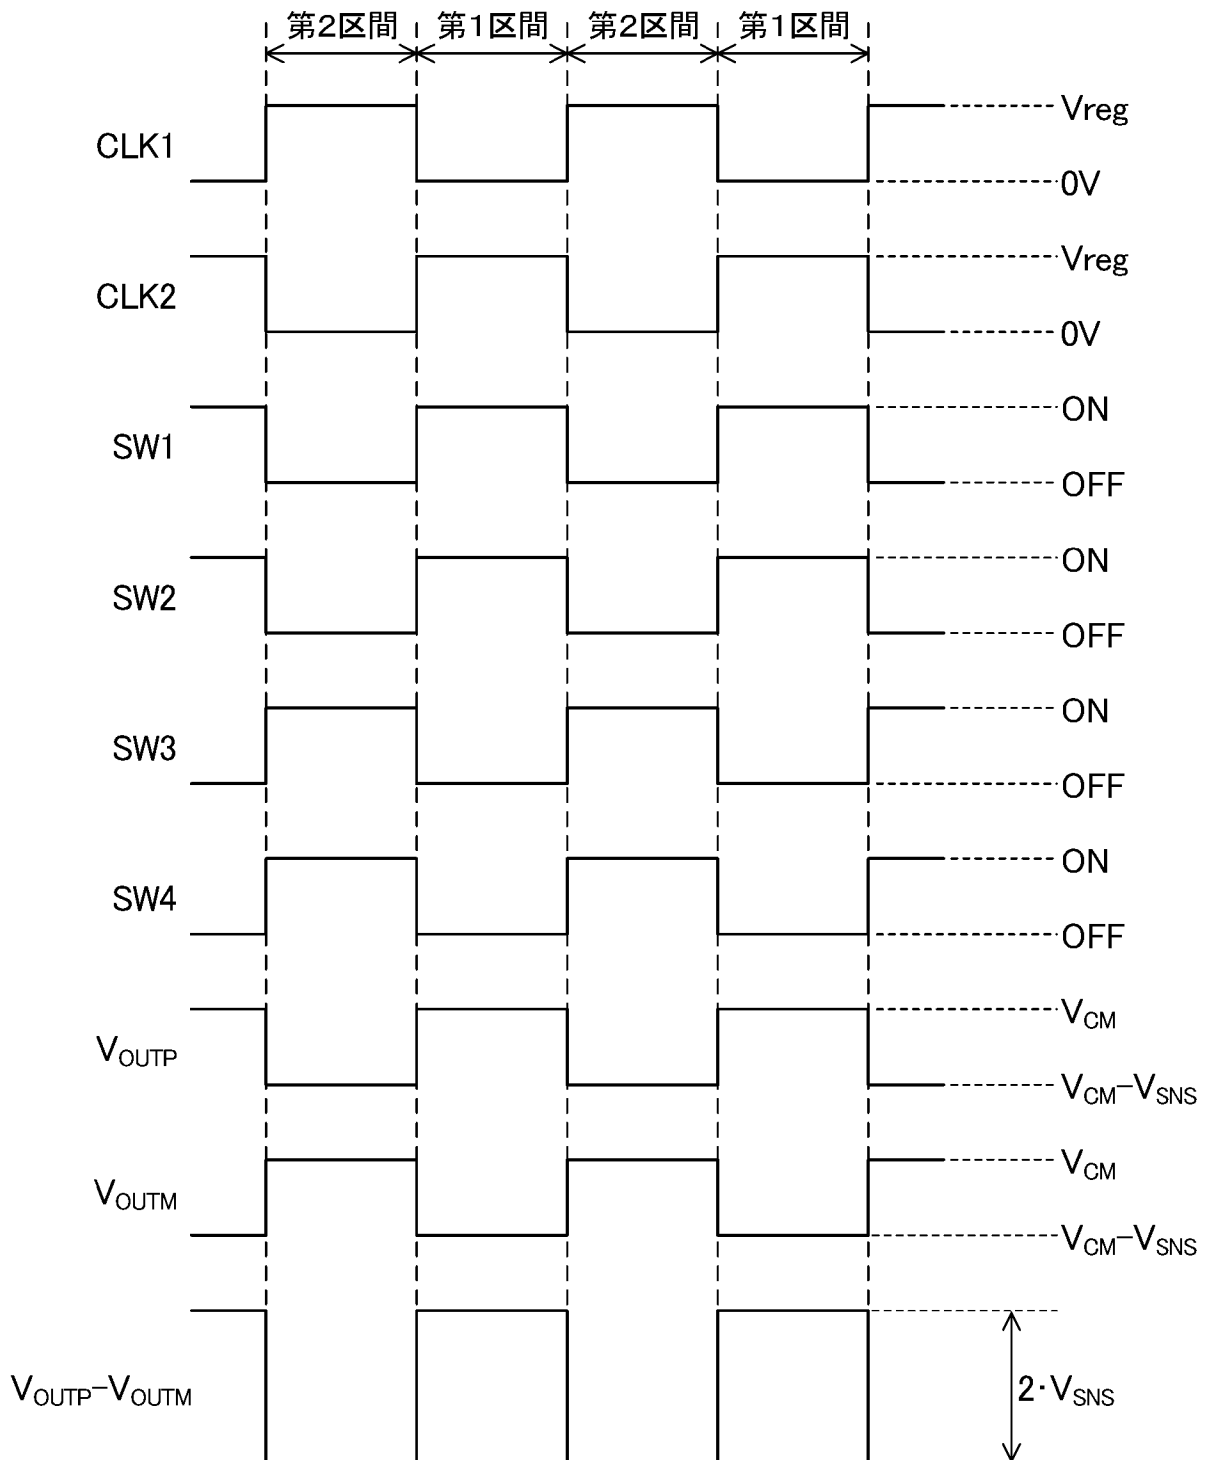 第2区間 第1区間 第2区間 第1区間
CLK1 Vreg
0V
CLK2 Vreg
0V
SW1 ON
OFF
SW2 ON
OFF
SW3 ON
OFF
SW4 ON
OFF
VOUTP VCM
VCM−VSNS
VOUTM VCM
VCM−VSNS
VOUTP−VOUTM 2·VSNS